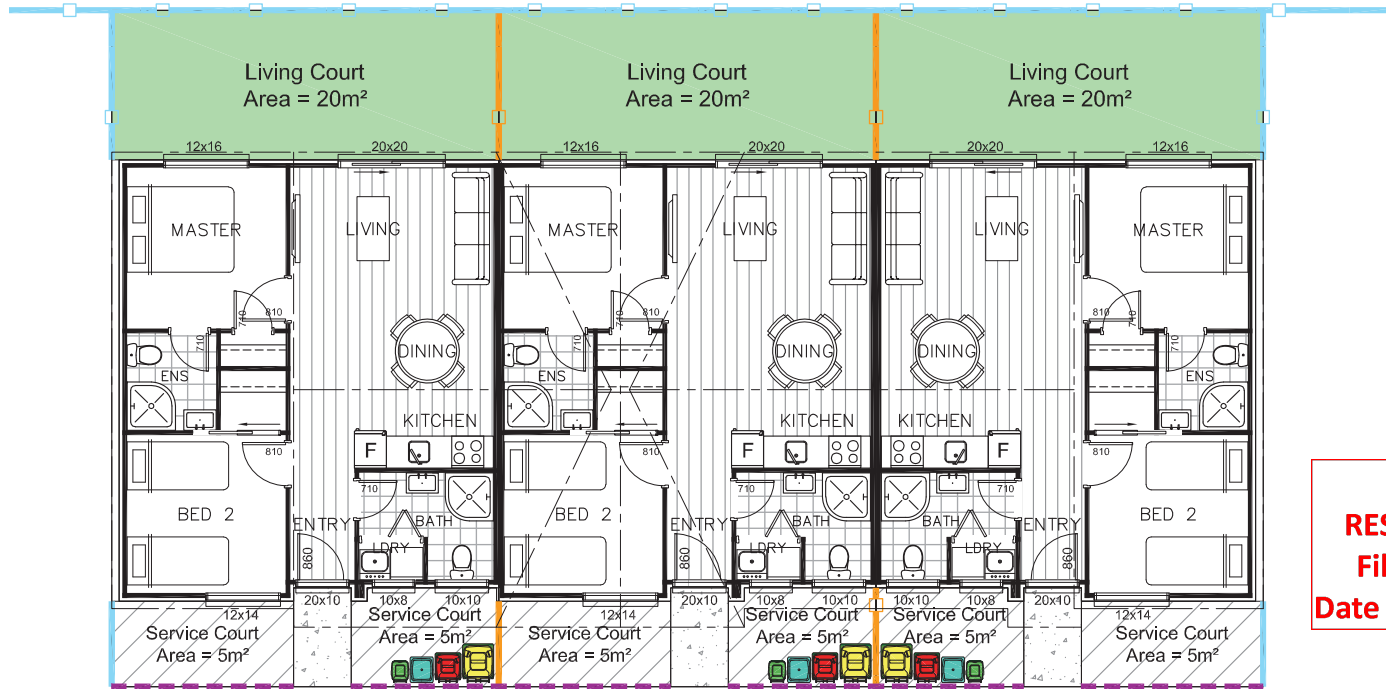 Living Court
Area = 20m²
Living Court
Area = 20m²
Living Court
Area = 20m²
12x16
20x20
12x16
20x20
20x20
12x16
MASTER
LIVING
MASTER
LIVING
LIVING
MASTER
710
810
710
810
810
710
710
710
710
DINING
DINING
DINING
ENS
ENS
ENS
KITCHEN
KITCHEN
KITCHEN
F
F
F
810
810
810
710
710
710
BED 2
ENTRY
BATH
BED 2
ENTRY
BATH
BATH
ENTRY
BED 2
LDRY
LDRY
LDRY
860
860
860
12x14
20x10
10x8
10x10
12x14
20x10
10x8
10x10
10x10
10x8
20x10
12x14
Service Court
Area = 5m²
Service Court
Area = 5m²
Service Court
Area = 5m²
Service Court
Area = 5m²
Service Court
Area = 5m²
Service Court
Area = 5m²
RES
Fil
Date